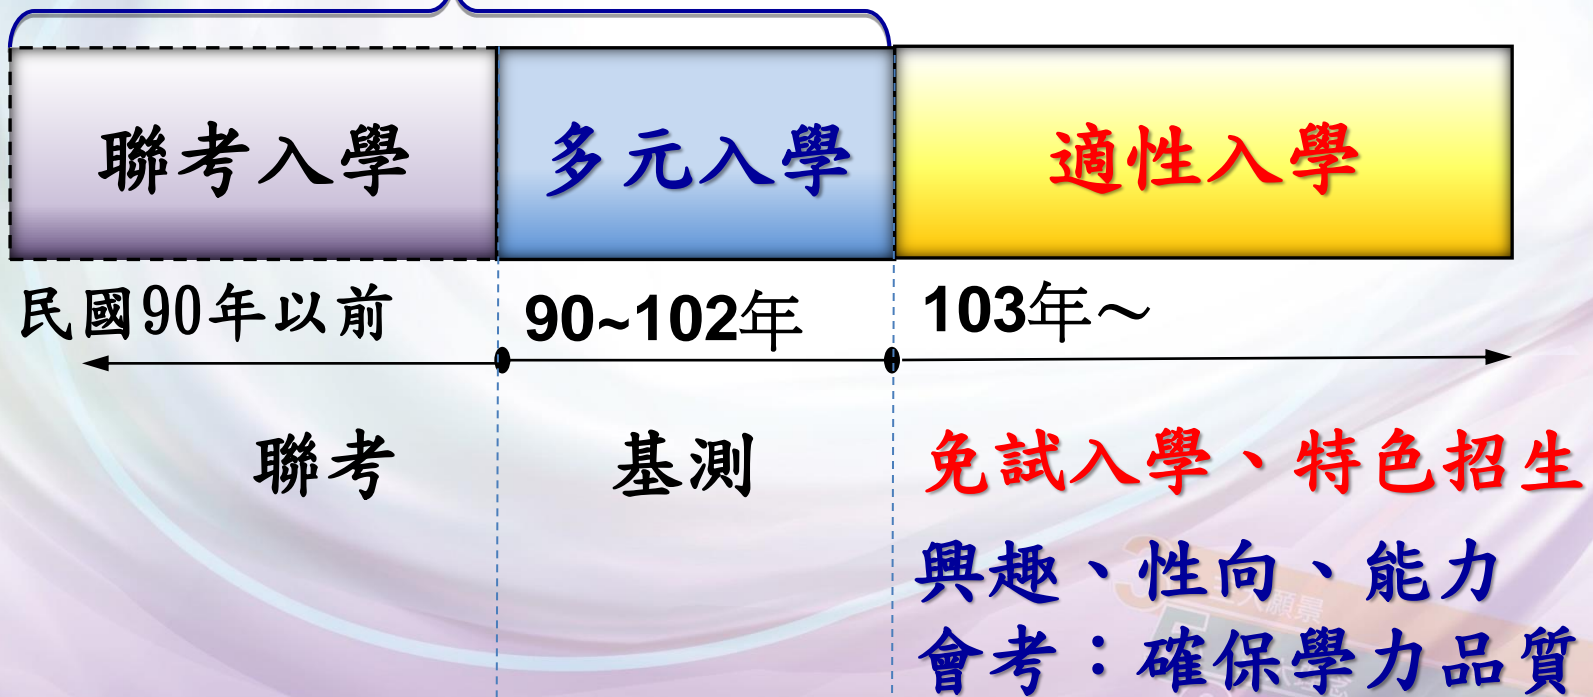 聯考入學 多元入學 適性入學
民國90年以前 90~102年 103年～
聯考 基測 免試入學、特色招生
興趣、性向、能力
會考：確保學力品質